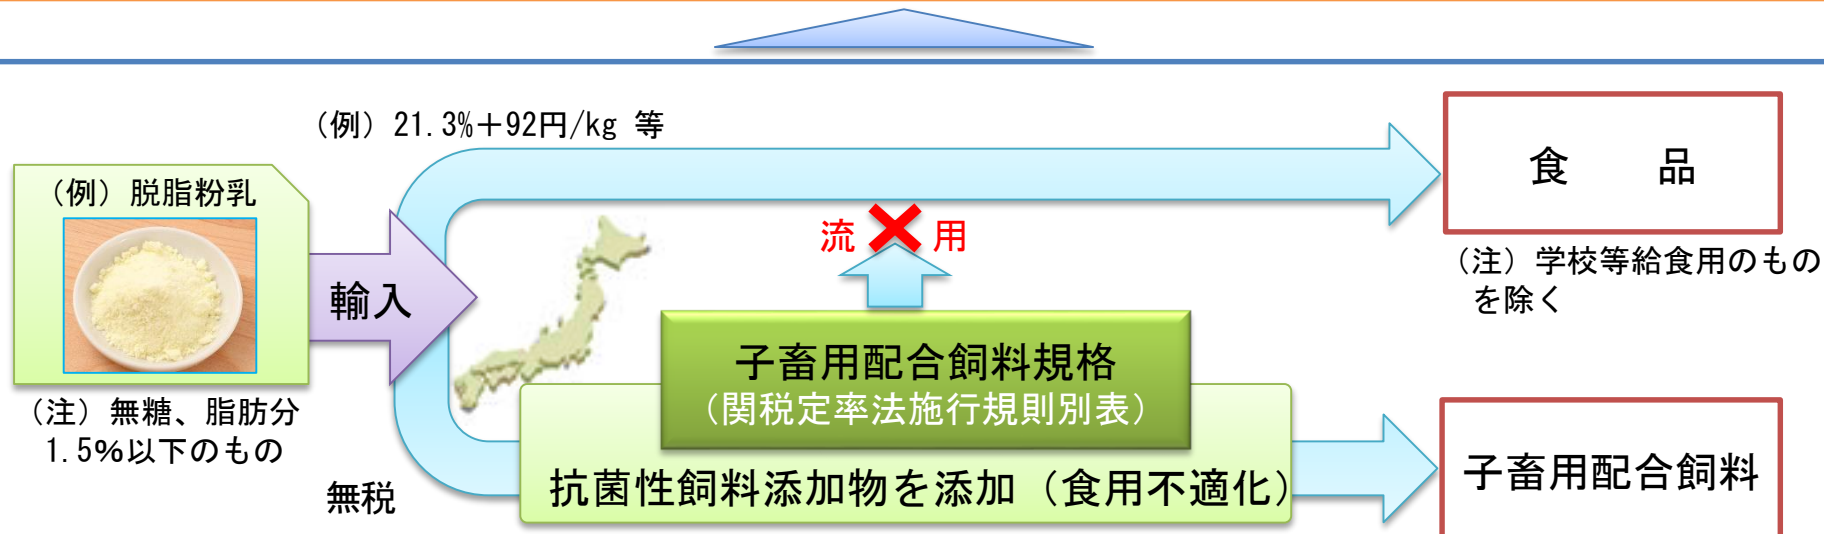 （例）21.3%＋92円/kg 等
（例）脱脂粉乳
輸入
（注）無糖、脂肪分
1.5%以下のもの
無税
流用
子畜用配合飼料規格
（関税定率法施行規則別表）
抗菌性飼料添加物を添加（食用不適化）
食　　品
（注）学校等給食用のもの
を除く
子畜用配合飼料